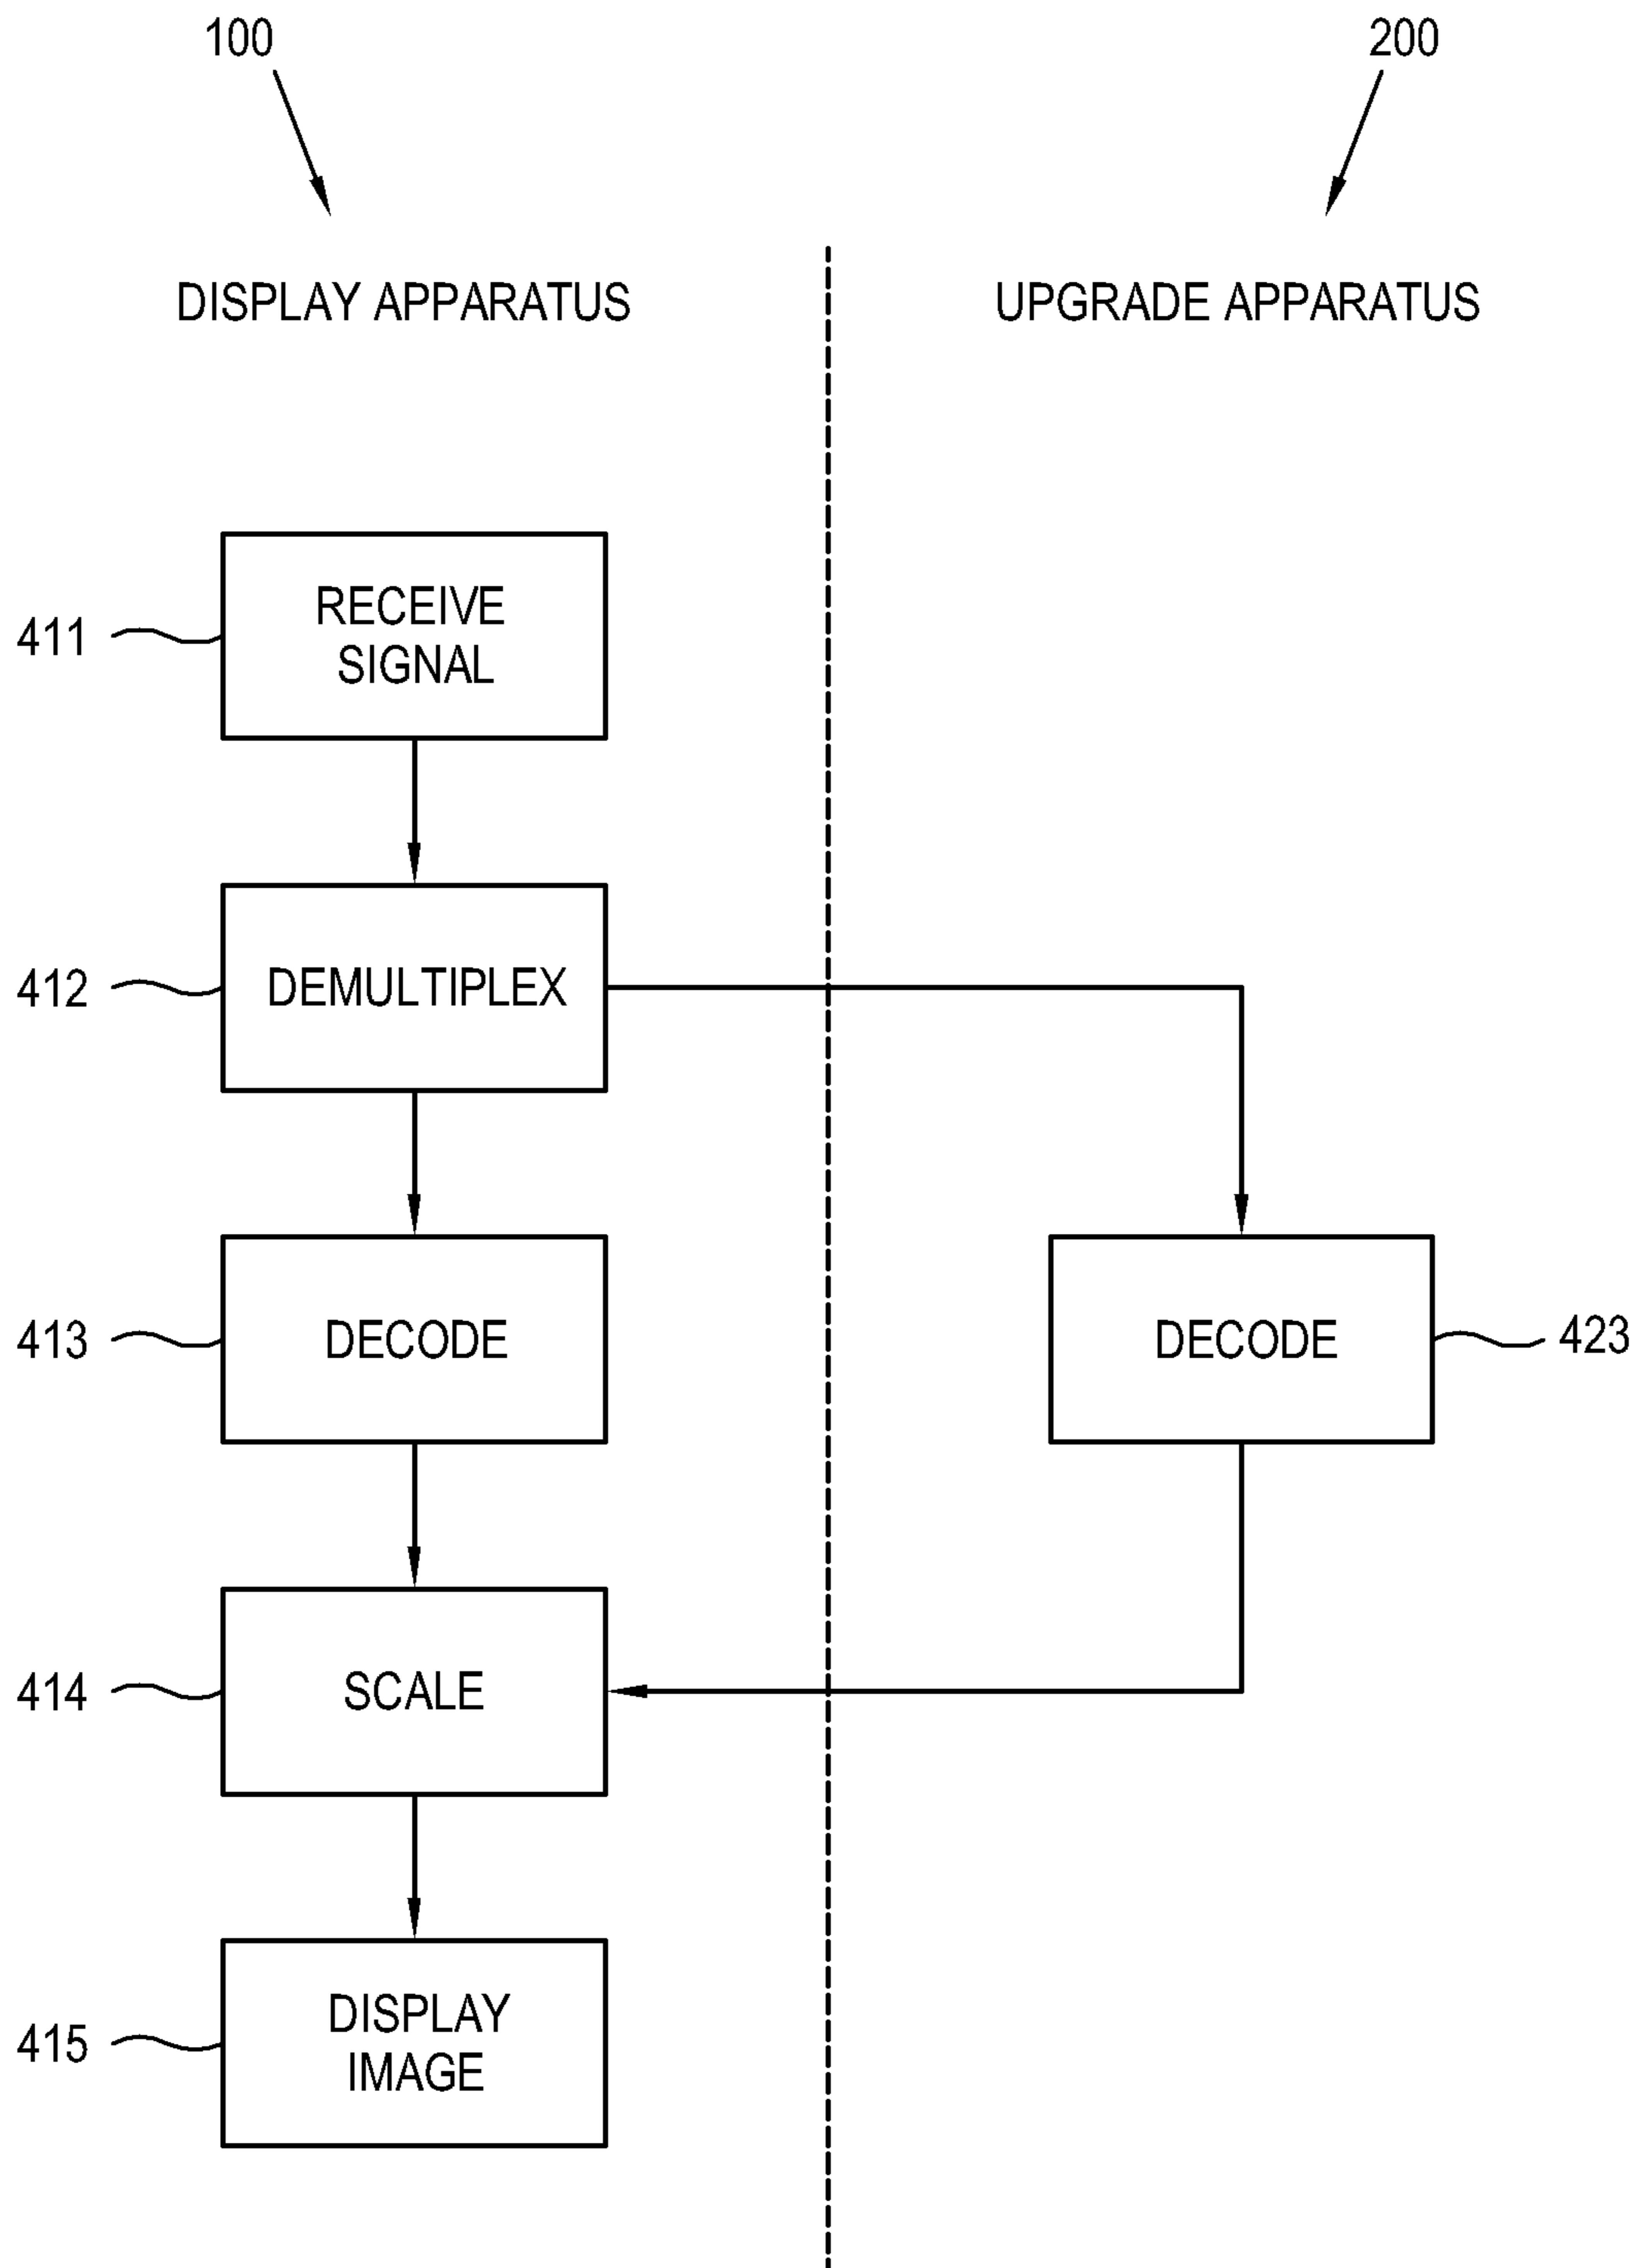 100
200
DISPLAY APPARATUS
UPGRADE APPARATUS
411
RECEIVE
SIGNAL
412
DEMULTIPLEX
413
DECODE
DECODE
423
414
SCALE
415
DISPLAY
IMAGE